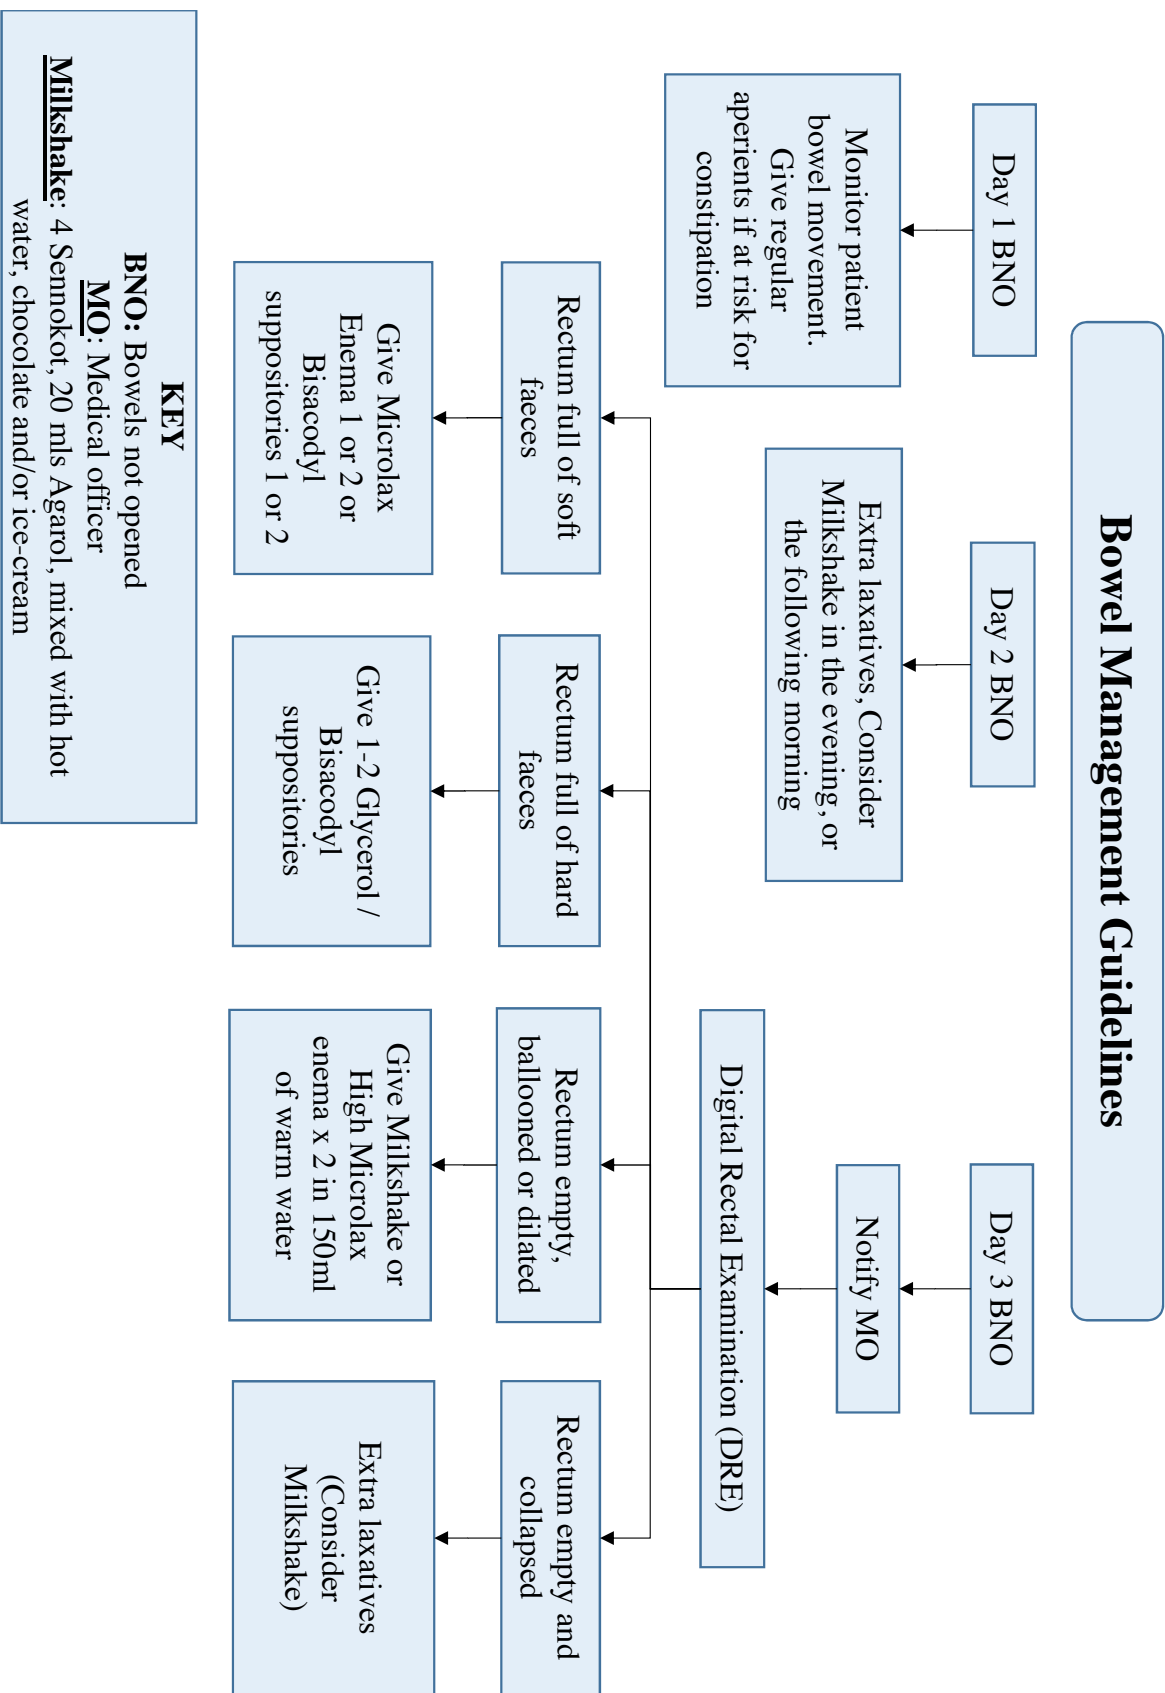 Bowel Management Guidelines
Day 1 BNO
Monitor patient
bowel movement.
Give regular
aperients if at risk for
constipation
Day 2 BNO
Extra laxatives, Consider
Milkshake in the evening, or
the following morning
Day 3 BNO
Notify MO
Digital Rectal Examination (DRE)
Rectum full of soft
faeces
Give Microlax
Enema 1 or 2 or
Bisacodyl
suppositories 1 or 2
Rectum full of hard
faeces
Give 1-2 Glycerol /
Bisacodyl
suppositories
Rectum empty,
ballooned or dilated
Give Milkshake or
High Microlax
enema x 2 in 150ml
of warm water
Rectum empty and
collapsed
Extra laxatives
(Consider
Milkshake)
KEY
BNO: Bowels not opened
MO: Medical officer
Milkshake: 4 Sennokot, 20 mls Agarol, mixed with hot
water, chocolate and/or ice-cream